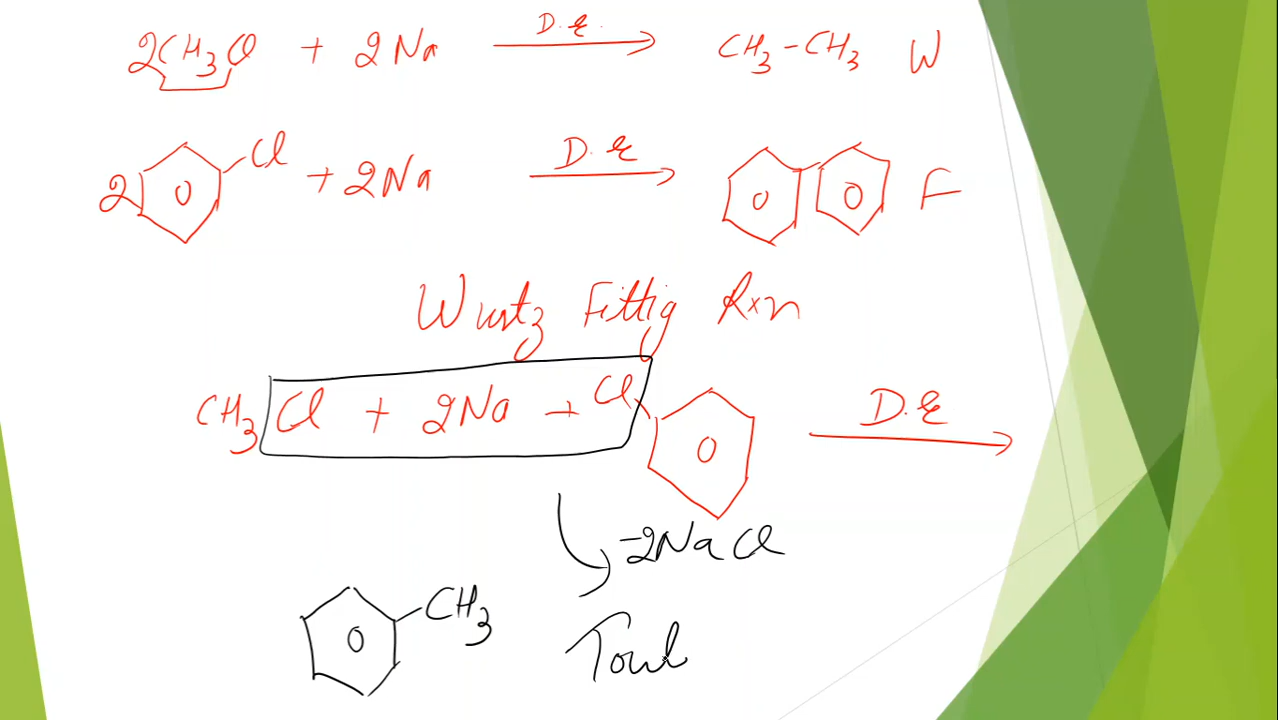 2CH3Cl + 2Na D.E. CH3-CH3 W
2 Cl + 2Na D.E F
Wurtz Fittig Rxn
CH3 Cl + 2Na + Cl D.E
-2NaCl
CH3 Toul